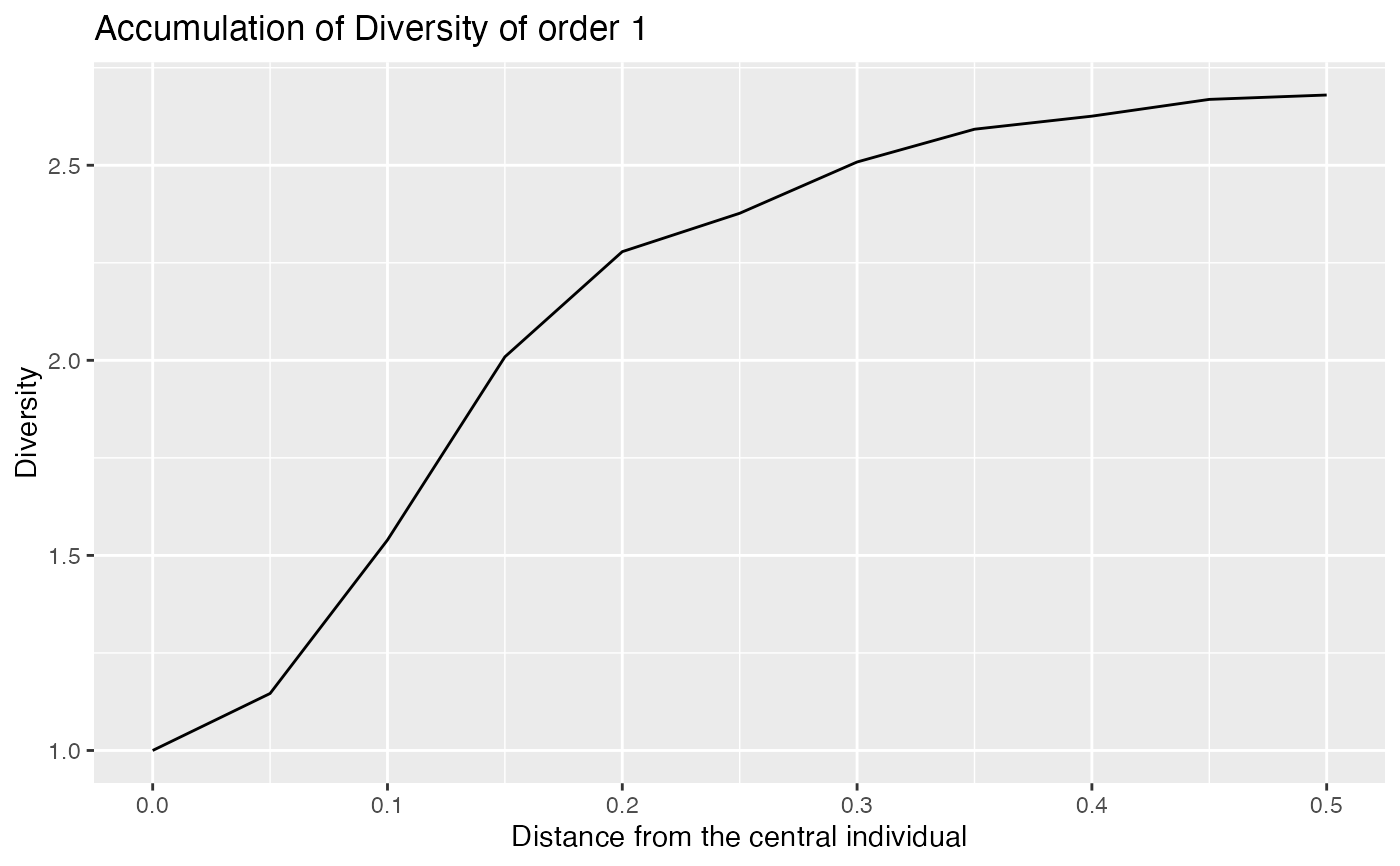 Accumulation of Diversity of order 1
Diversity
2.5
2.0
1.5
1.0
0.0 0.1 0.2 0.3 0.4 0.5
Distance from the central individual